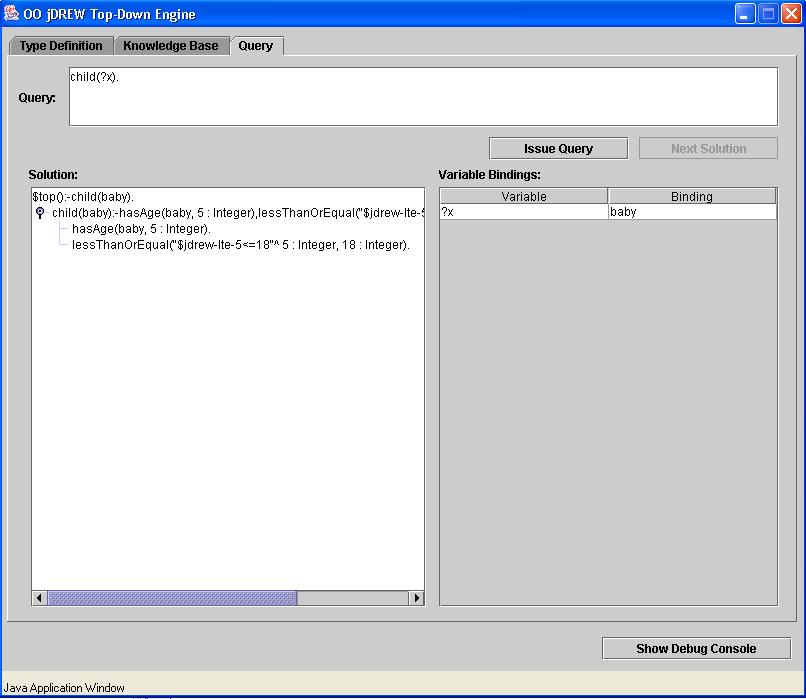 OO jDREW Top-Down Engine
Type Definition Knowledge Base Query
Query:
child(?x).
Issue Query Next Solution
Solution:
Variable Bindings:
$top():-child(baby).
child(baby):-hasAge(baby, 5 : Integer),lessThanOrEqual("$jdrew-lte-5
hasAge(baby, 5 : Integer).
lessThanOrEqual("$jdrew-lte-5<=18"^ 5 : Integer, 18 : Integer).
Variable Binding
?x baby
Show Debug Console
Java Application Window